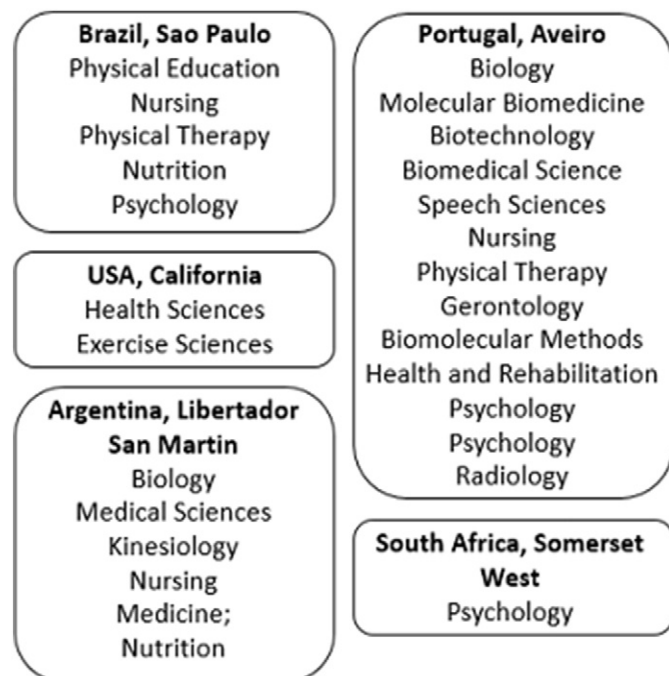 Brazil, Sao Paulo
Physical Education
Nursing
Physical Therapy
Nutrition
Psychology
USA, California
Health Sciences
Exercise Sciences
Argentina, Libertador
San Martin
Biology
Medical Sciences
Kinesiology
Nursing
Medicine;
Nutrition
Portugal, Aveiro
Biology
Molecular Biomedicine
Biotechnology
Biomedical Science
Speech Sciences
Nursing
Physical Therapy
Gerontology
Biomolecular Methods
Health and Rehabilitation
Psychology
Psychology
Radiology
South Africa, Somerset
West
Psychology